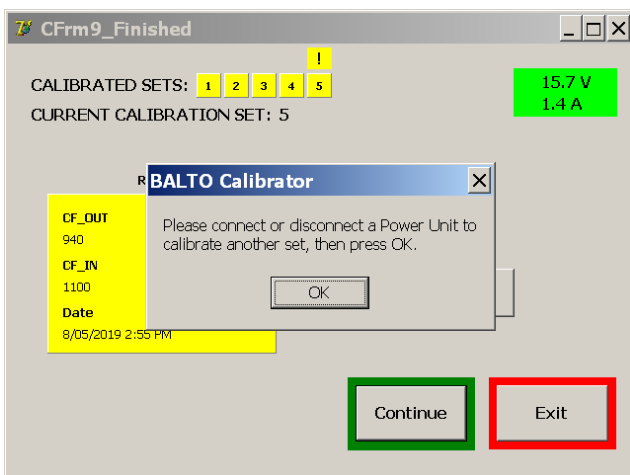 CFrm9_Finished
!
CALIBRATED SETS: 1 2 3 4 5
15.7 V
1.4 A
CURRENT CALIBRATION SET: 5
R
BALTO Calibrator
Please connect or disconnect a Power Unit to
calibrate another set, then press OK.
OK
CF_OUT
940
CF_IN
1100
Date
8/05/2019 2:55 PM
Continue
Exit